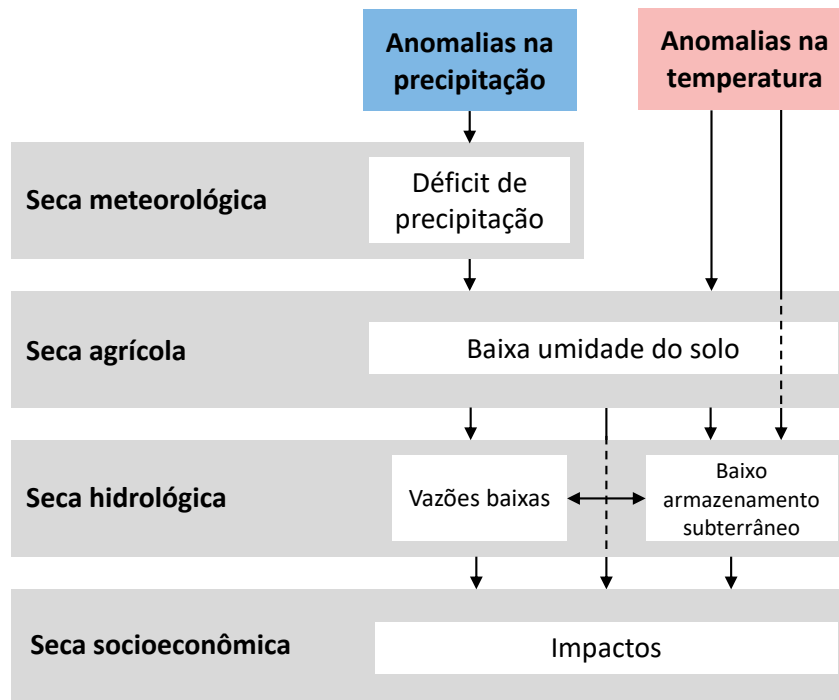 Anomalias na
precipitação
Anomalias na
temperatura
Seca meteorológica
Déficit de
precipitação
Seca agrícola
Baixa umidade do solo
Seca hidrológica
Vazões baixas
Baixo
armazenamento
subterrâneo
Seca socioeconômica
Impactos